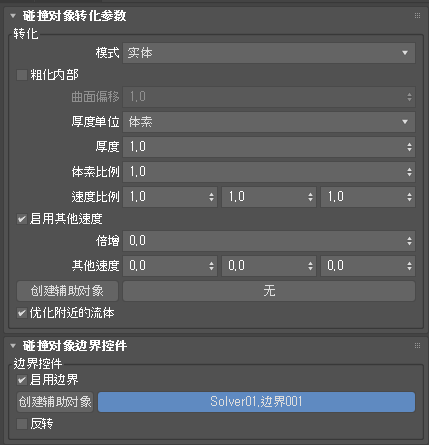 碰撞对象转化参数
转化
模式 实体
粗化内部
曲面偏移 1.0
厚度单位 体素
厚度 1.0
体素比例 1.0
速度比例 1.0 1.0 1.0
启用其他速度
倍增 0.0
其他速度 0.0 0.0 0.0
创建辅助对象 无
优化附近的流体
碰撞对象边界控件
边界控件
启用边界
创建辅助对象 Solver01.边界001
反转